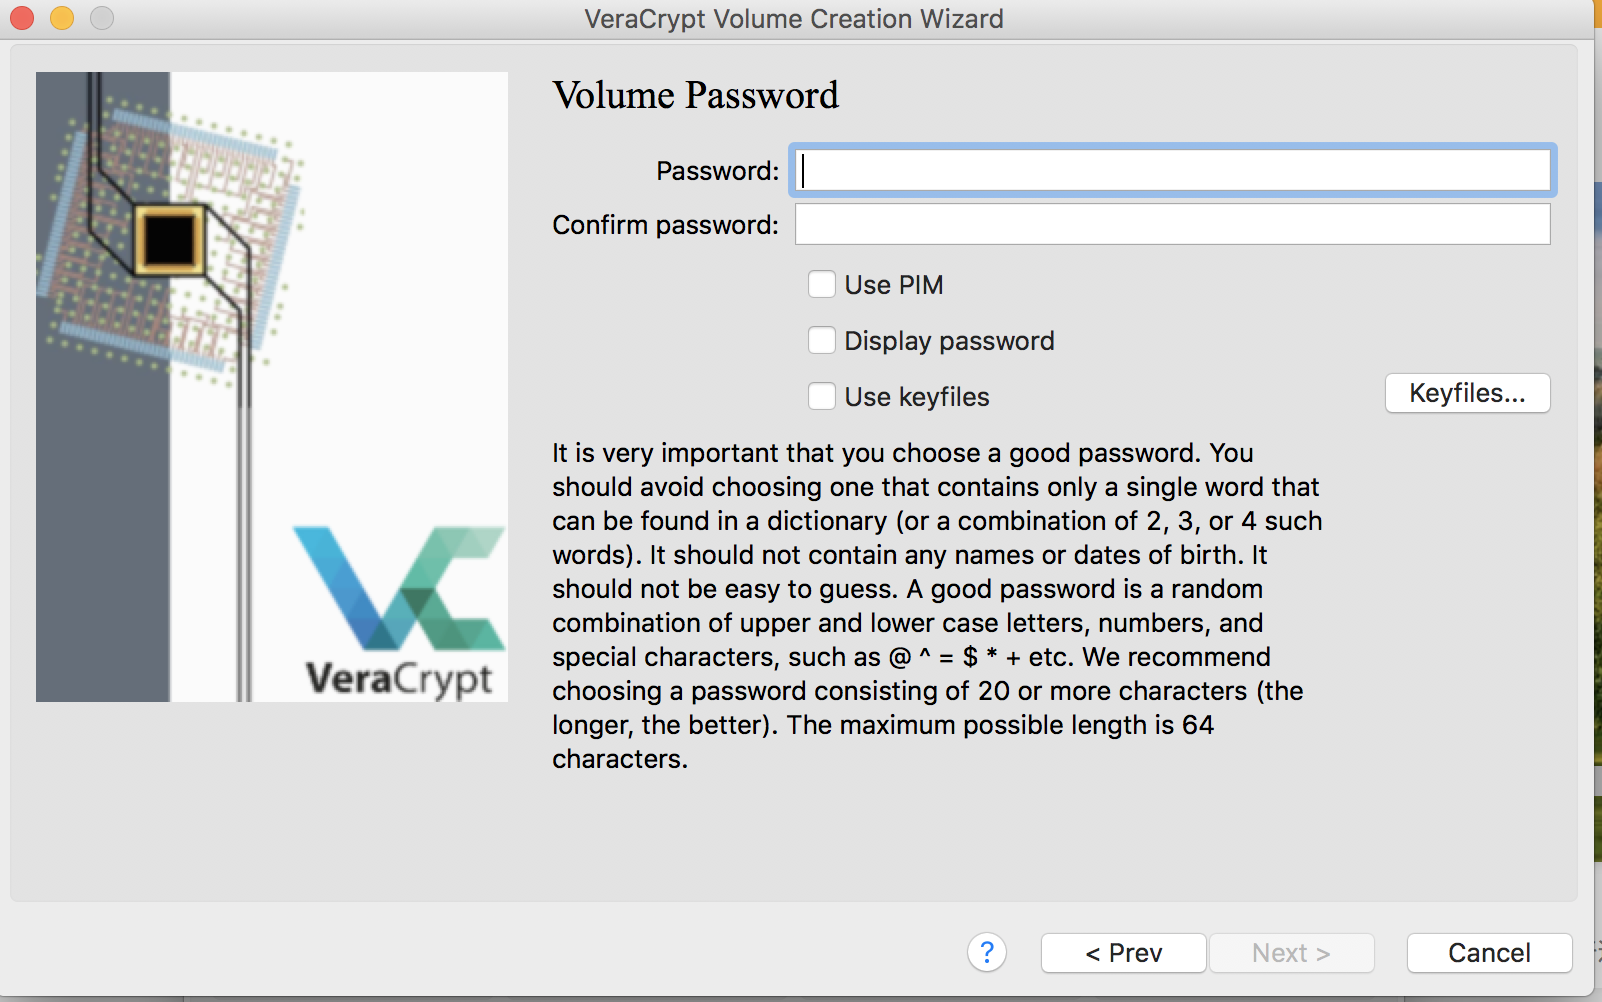 VeraCrypt Volume Creation Wizard
Volume Password
Password:
Confirm password:
Use PIM
Display password
Use keyfiles
Keyfiles...
It is very important that you choose a good password. You
should avoid choosing one that contains only a single word that
can be found in a dictionary (or a combination of 2, 3, or 4 such
words). It should not contain any names or dates of birth. It
should not be easy to guess. A good password is a random
combination of upper and lower case letters, numbers, and
special characters, such as @ ^ = $ * + etc. We recommend
choosing a password consisting of 20 or more characters (the
longer, the better). The maximum possible length is 64
characters.
VeraCrypt
?
< Prev
Next >
Cancel